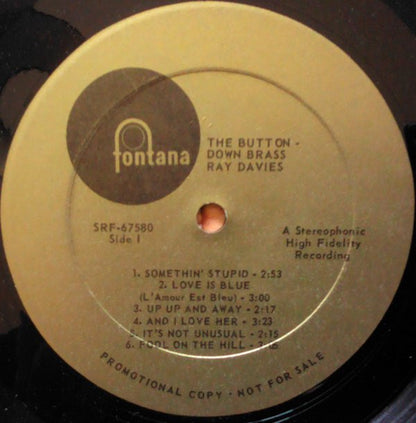 fontana
THE BUTTON -
DOWN BRASS
RAY DAVIES
SRF-67580
Side 1
A Stereophonic
High Fidelity
Recording
1. SOMETHIN' STUPID - 2:53
2. LOVE IS BLUE
(L'Amour Est Bleu) - 3:00
3. UP UP AND AWAY - 2:17
4. AND I LOVE HER - 3:23
5. IT'S NOT UNUSUAL - 2:15
6. FOOL ON THE HILL -
PROMOTIONAL COPY - NOT FOR SALE